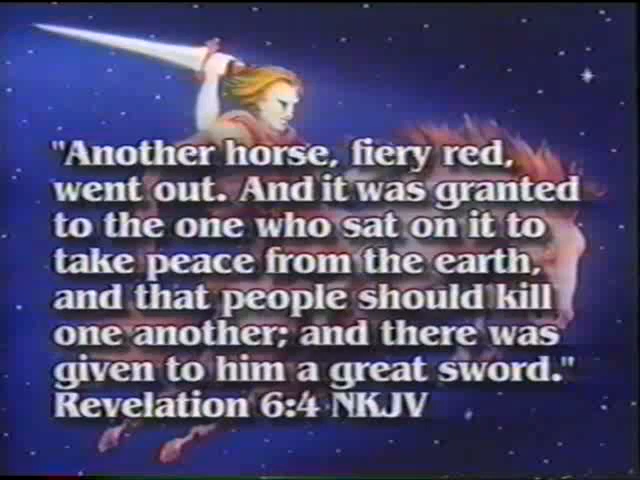 "Another horse, fiery red,
went out. And it was granted
to the one who sat on it to
take peace from the earth,
and that people should kill
one another; and there was
given to him a great sword."
Revelation 6:4 NKJV